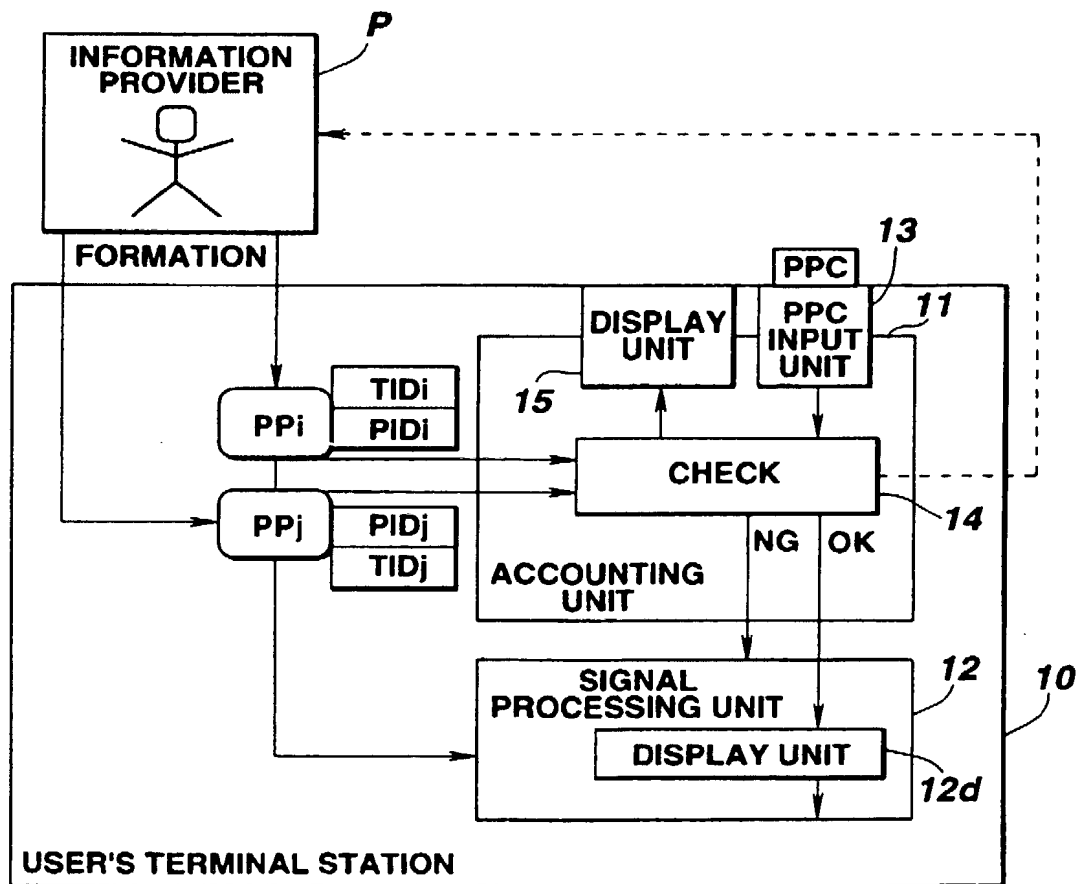 P
INFORMATION
PROVIDER
FORMATION
13
PPC
11
DISPLAY
UNIT
PPC
INPUT
UNIT
15
TIDi
PPi
PIDi
CHECK
14
PPj
PIDj
TIDj
NG OK
ACCOUNTING
UNIT
SIGNAL
PROCESSING UNIT
12
10
DISPLAY UNIT
12d
USER'S TERMINAL STATION